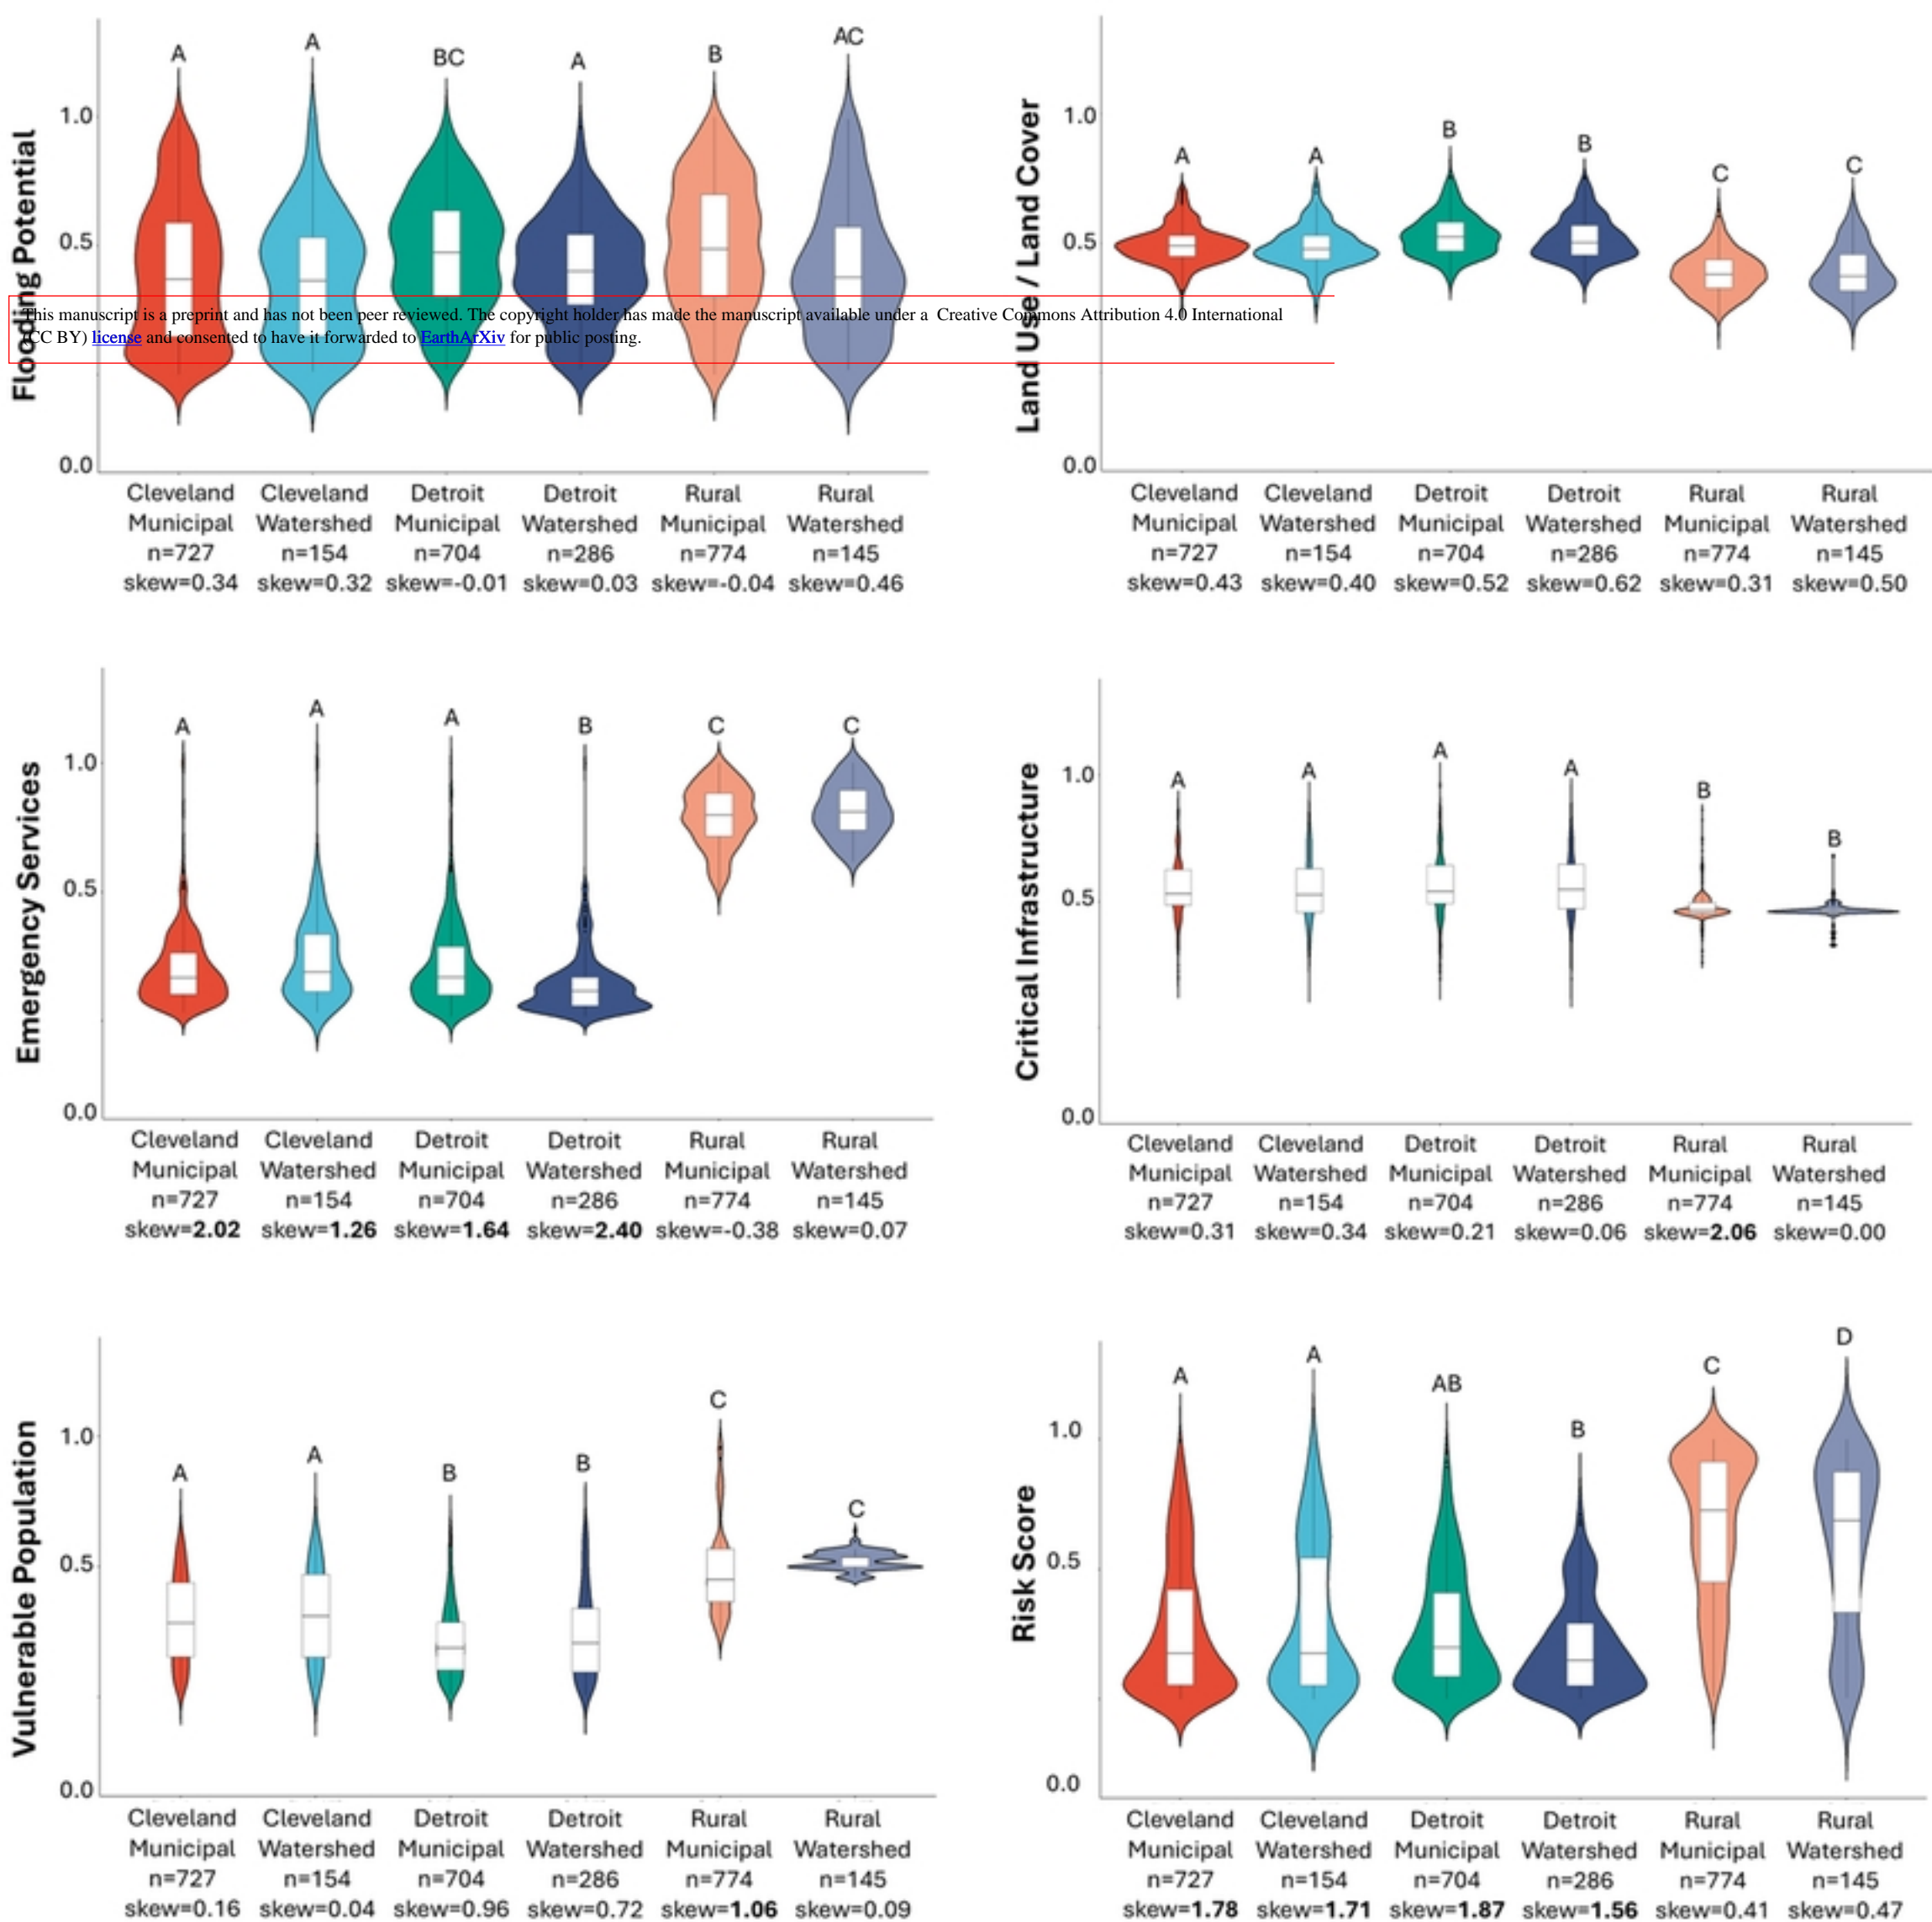 A A BC A B AC
1.0
0.5
0.0
Flooding Potential
Cleveland Cleveland Detroit Detroit Rural Rural
Municipal Watershed Municipal Watershed Municipal Watershed
n=727 n=154 n=704 n=286 n=774 n=145
skew=0.34 skew=0.32 skew=-0.01 skew=0.03 skew=-0.04 skew=0.46
A A B B C C
1.0
0.5
0.0
Land Use / Land Cover
Cleveland Cleveland Detroit Detroit Rural Rural
Municipal Watershed Municipal Watershed Municipal Watershed
n=727 n=154 n=704 n=286 n=774 n=145
skew=0.43 skew=0.40 skew=0.52 skew=0.62 skew=0.31 skew=0.50
This manuscript is a preprint and has not been peer reviewed. The copyright holder has made the manuscript available under a Creative Commons Attribution 4.0 International
(CC BY) license and consented to have it forwarded to EarthArXiv for public posting.
A A A B C C
1.0
0.5
0.0
Emergency Services
Cleveland Cleveland Detroit Detroit Rural Rural
Municipal Watershed Municipal Watershed Municipal Watershed
n=727 n=154 n=704 n=286 n=774 n=145
skew=2.02 skew=1.26 skew=1.64 skew=2.40 skew=-0.38 skew=0.07
A A A A B B
1.0
0.5
0.0
Critical Infrastructure
Cleveland Cleveland Detroit Detroit Rural Rural
Municipal Watershed Municipal Watershed Municipal Watershed
n=727 n=154 n=704 n=286 n=774 n=145
skew=0.31 skew=0.34 skew=0.21 skew=0.06 skew=2.06 skew=0.00
A A B B C C
1.0
0.5
0.0
Vulnerable Population
Cleveland Cleveland Detroit Detroit Rural Rural
Municipal Watershed Municipal Watershed Municipal Watershed
n=727 n=154 n=704 n=286 n=774 n=145
skew=0.16 skew=0.04 skew=0.96 skew=0.72 skew=1.06 skew=0.09
A A AB B C D
1.0
0.5
0.0
Risk Score
Cleveland Cleveland Detroit Detroit Rural Rural
Municipal Watershed Municipal Watershed Municipal Watershed
n=727 n=154 n=704 n=286 n=774 n=145
skew=1.78 skew=1.71 skew=1.87 skew=1.56 skew=0.41 skew=0.47